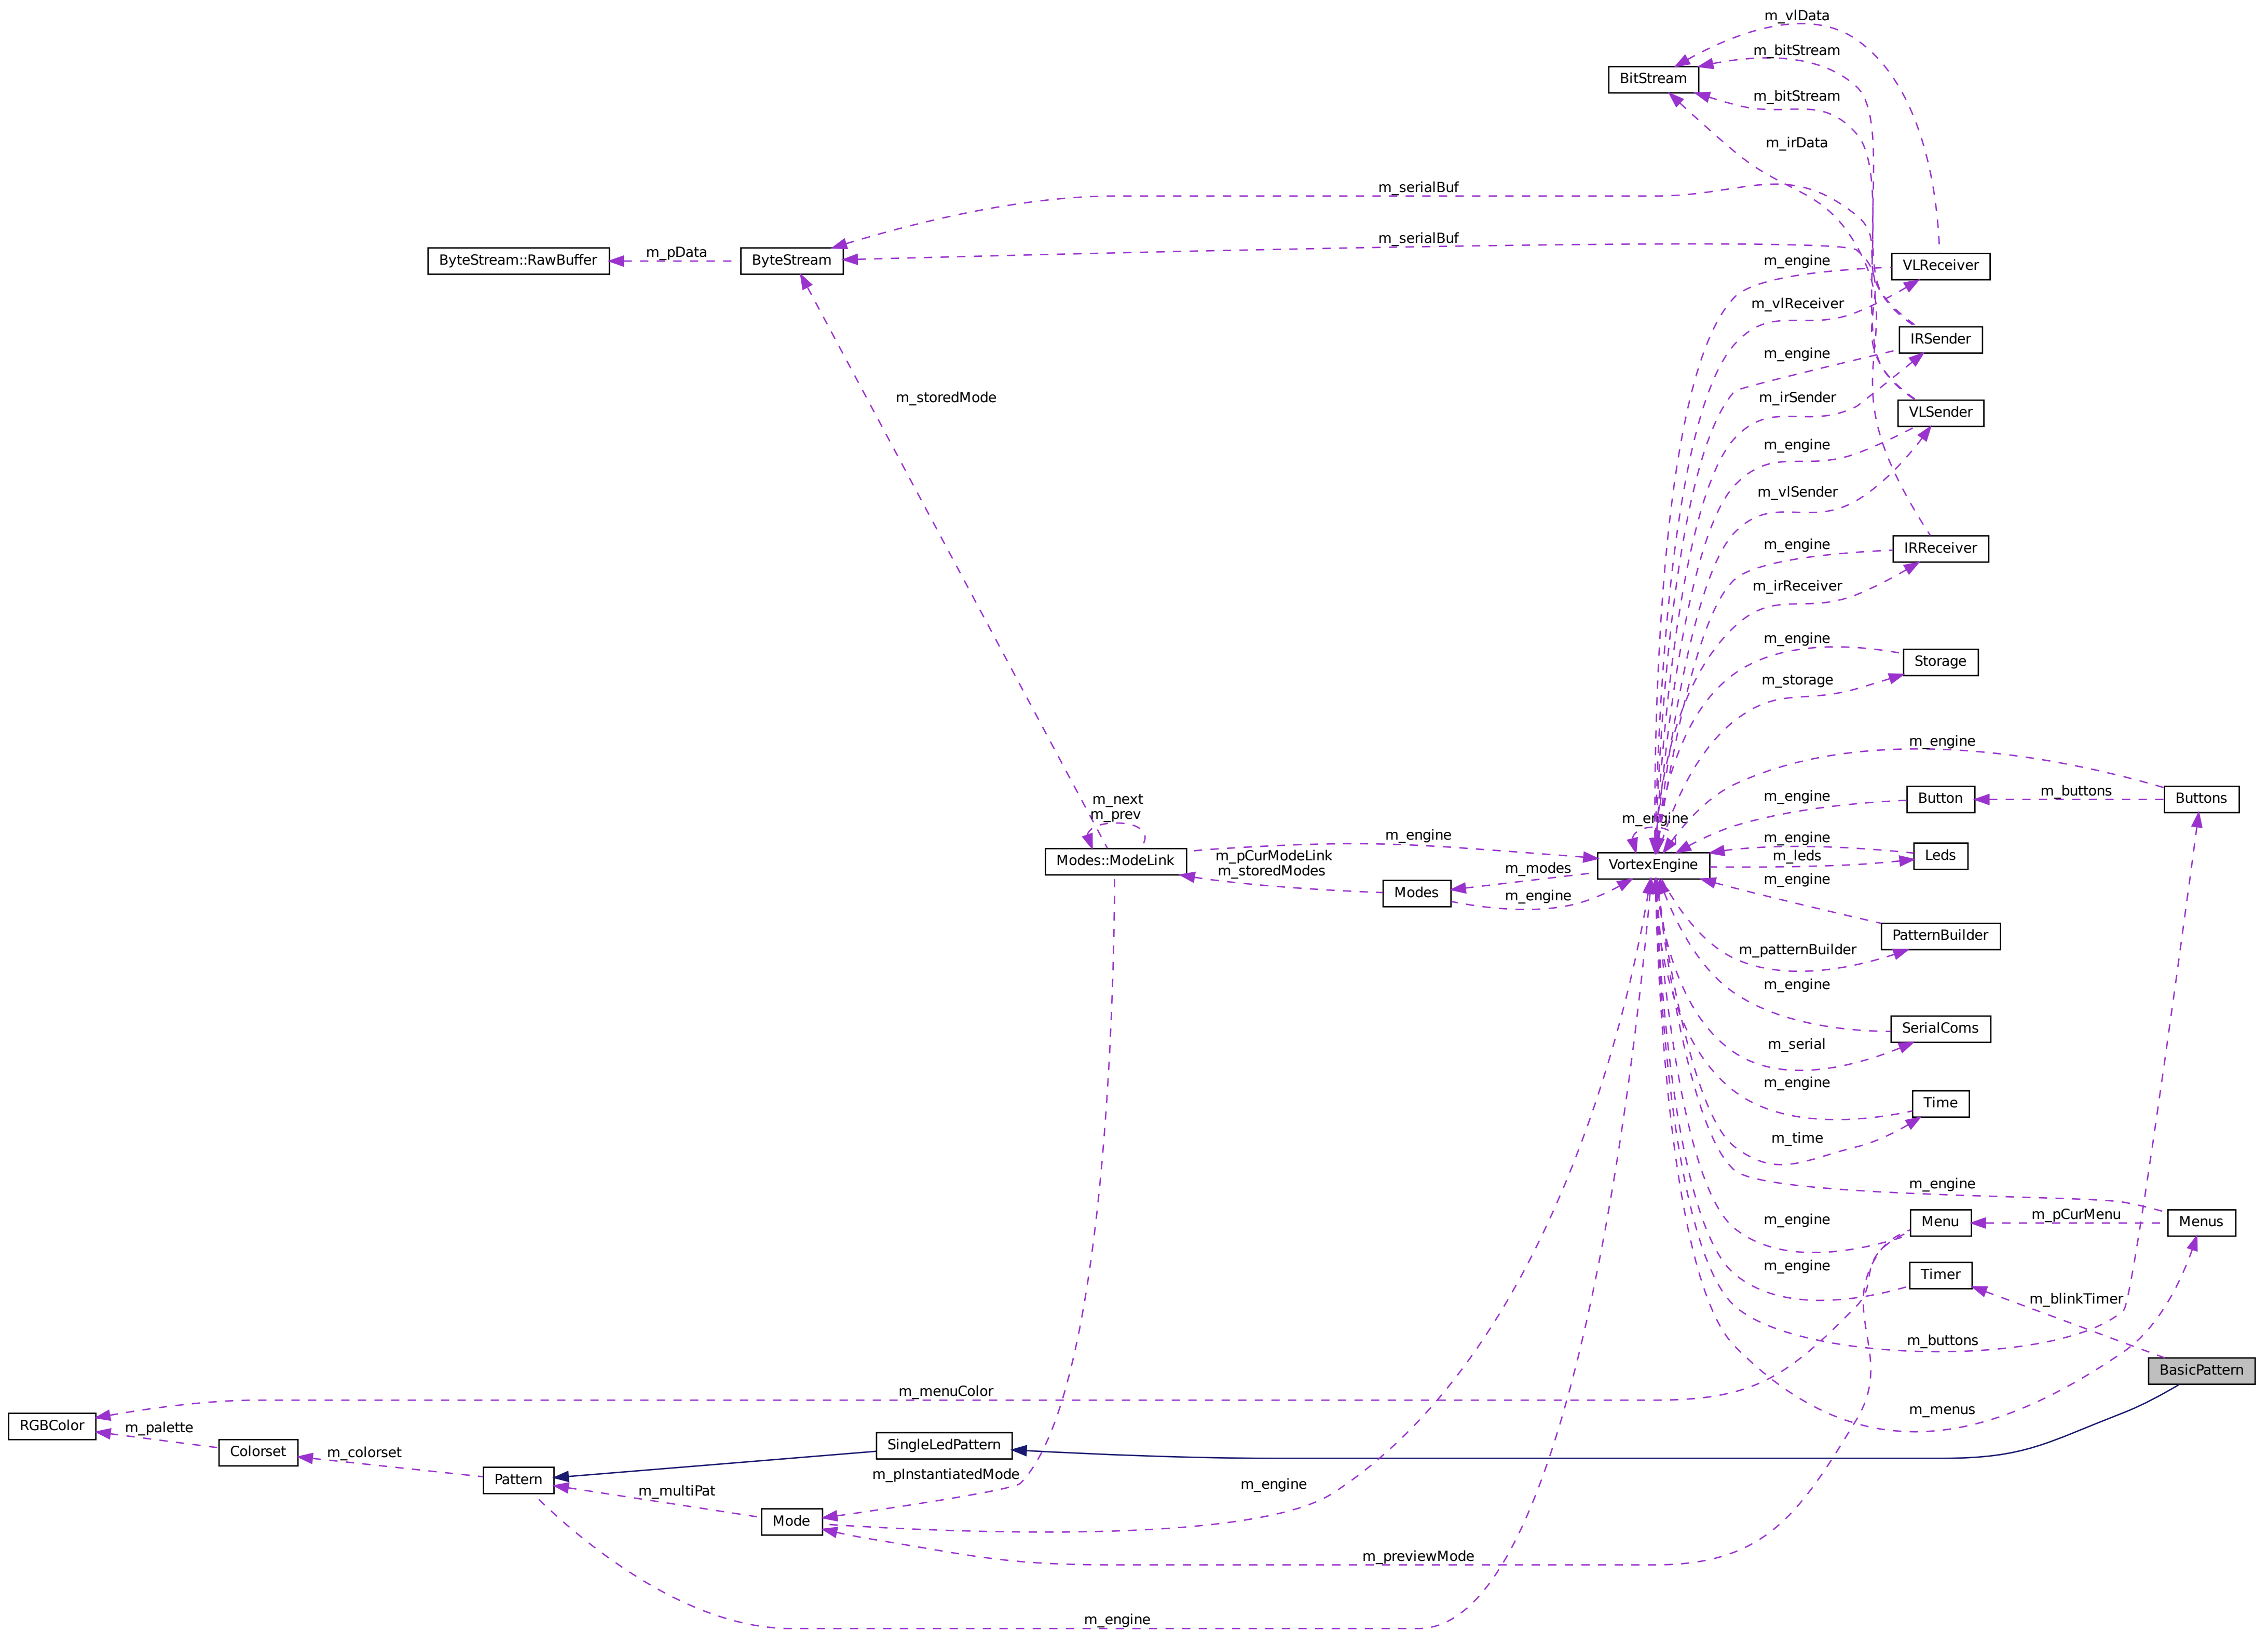 m_vlData
m_bitStream
BitStream
m_bitStream
m_irData
m_serialBuf
m_serialBuf
ByteStream::RawBuffer
m_pData
ByteStream
m_engine
VLReceiver
m_vlReceiver
IRSender
m_engine
m_storedMode
m_irSender
VLSender
m_engine
m_vlSender
m_engine
IRReceiver
m_irReceiver
m_engine
Storage
m_storage
m_engine
m_buttons
m_engine
Button
Buttons
m_next
m_prev
m_engine
m_engine
m_engine
m_leds
Leds
Modes::ModeLink
m_pCurModeLink
m_storedModes
m_modes
VortexEngine
m_engine
Modes
m_engine
PatternBuilder
m_patternBuilder
m_engine
SerialComs
m_serial
m_engine
Time
m_time
m_engine
m_engine
Menu
m_pCurMenu
Menus
m_engine
Timer
m_blinkTimer
m_buttons
BasicPattern
m_menuColor
m_menus
RGBColor
m_palette
Colorset
m_colorset
SingleLedPattern
Pattern
m_pInstantiatedMode
m_multiPat
m_engine
Mode
m_previewMode
m_engine